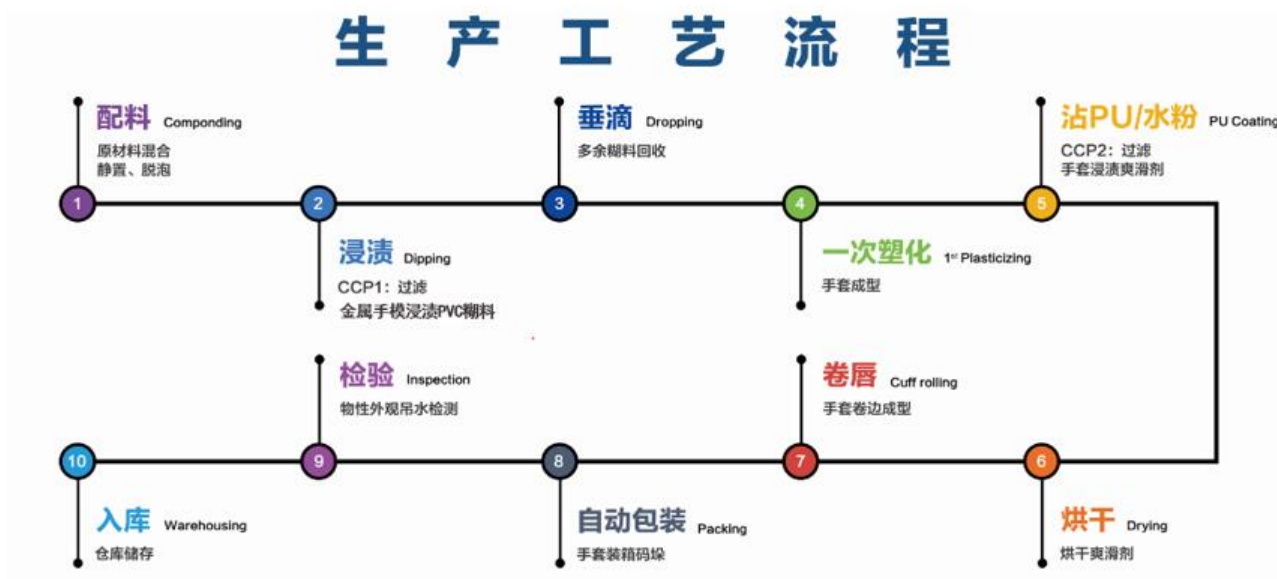 生产工艺流程
配料 Componding
原材料混合
静置、脱泡
1
2
浸渍 Dipping
CCP1：过滤
金属手模浸渍PVC糊料
垂滴 Dropping
多余糊料回收
3
4
一次塑化 1st Plasticizing
手套成型
沾PU/水粉 PU Coating
CCP2：过滤
手套浸渍爽滑剂
5
6
烘干 Drying
烘干爽滑剂
卷唇 Cuff rolling
手套卷边成型
7
8
自动包装 Packing
手套装箱码垛
检验 Inspection
物性外观吊水检测
9
10
入库 Warehousing
仓库储存